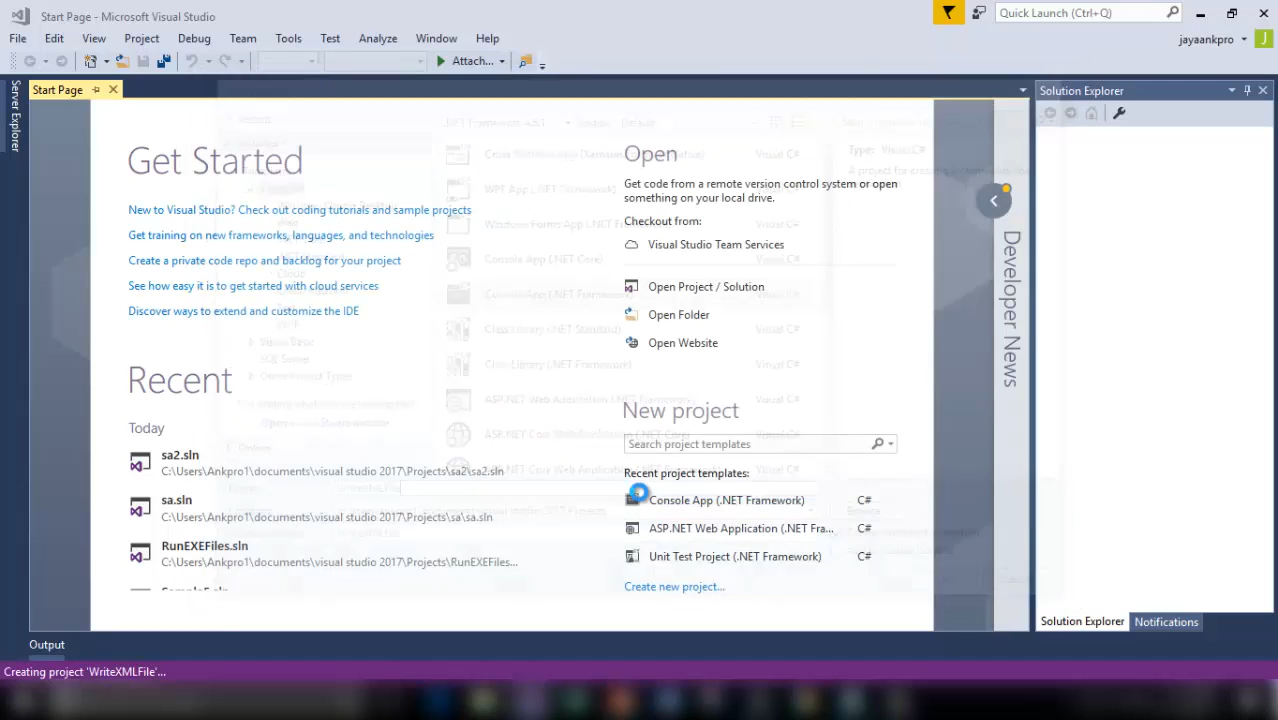 Start Page - Microsoft Visual Studio
Quick Launch (Ctrl+Q)
File Edit View Project Debug Team Tools Test Analyze Window Help
jayaankpro J
Attach...
Server Explorer
Start Page
Solution Explorer
Get Started
New to Visual Studio? Check out coding tutorials and sample projects
Get training on new frameworks, languages, and technologies
Create a private code repo and backlog for your project
See how easy it is to get started with cloud services
Discover ways to extend and customize the IDE
Recent
Today
sa2.sln
C:\Users\Ankpro1\documents\visual studio 2017\Projects\sa2\sa2.sln
sa.sln
C:\Users\Ankpro1\documents\visual studio 2017\Projects\sa\sa.sln
RunEXEFiles.sln
C:\Users\Ankpro1\documents\visual studio 2017\Projects\RunEXEFiles...
Open
Get code from a remote version control system or open
something on your local drive.
Checkout from:
Visual Studio Team Services
Open Project / Solution
Open Folder
Open Website
New project
Search project templates
Recent project templates:
Console App (.NET Framework) C#
ASP.NET Web Application (.NET Fra... C#
Unit Test Project (.NET Framework) C#
Create new project...
Developer News
Solution Explorer Notifications
Output
Creating project 'WriteXMLFile'...